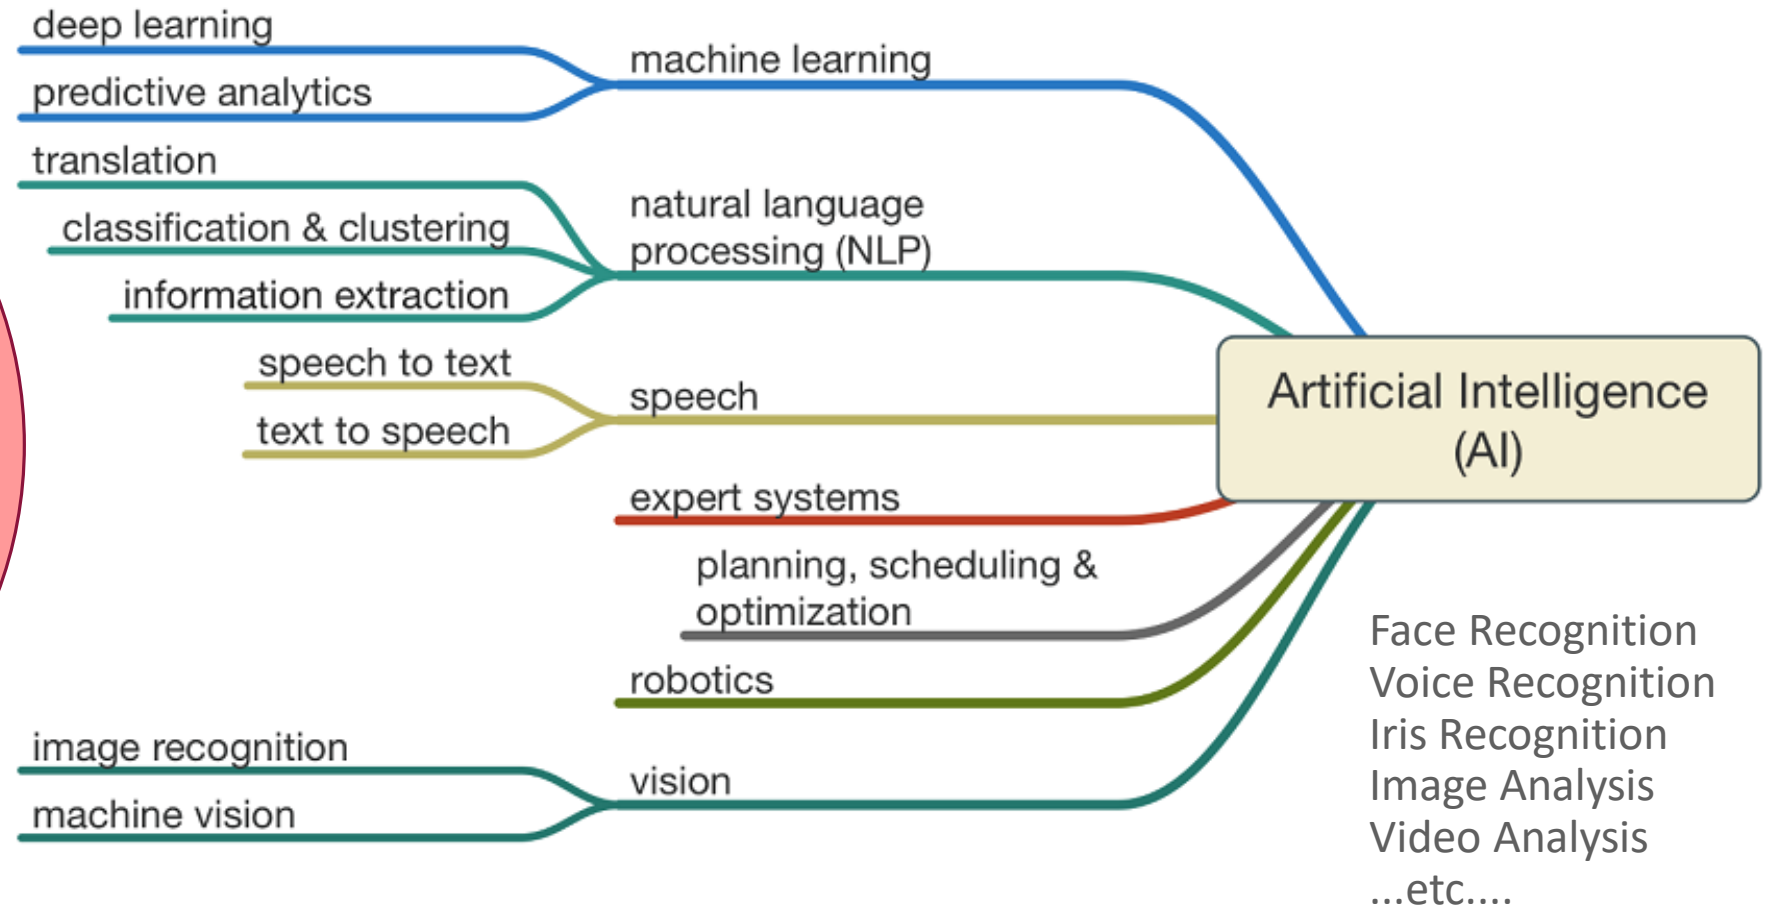 deep learning
predictive analytics
machine learning
translation
classification & clustering
information extraction
natural language
processing (NLP)
speech to text
text to speech
speech
expert systems
planning, scheduling &
optimization
robotics
image recognition
machine vision
vision
Artificial Intelligence
(AI)
Face Recognition
Voice Recognition
Iris Recognition
Image Analysis
Video Analysis
...etc....